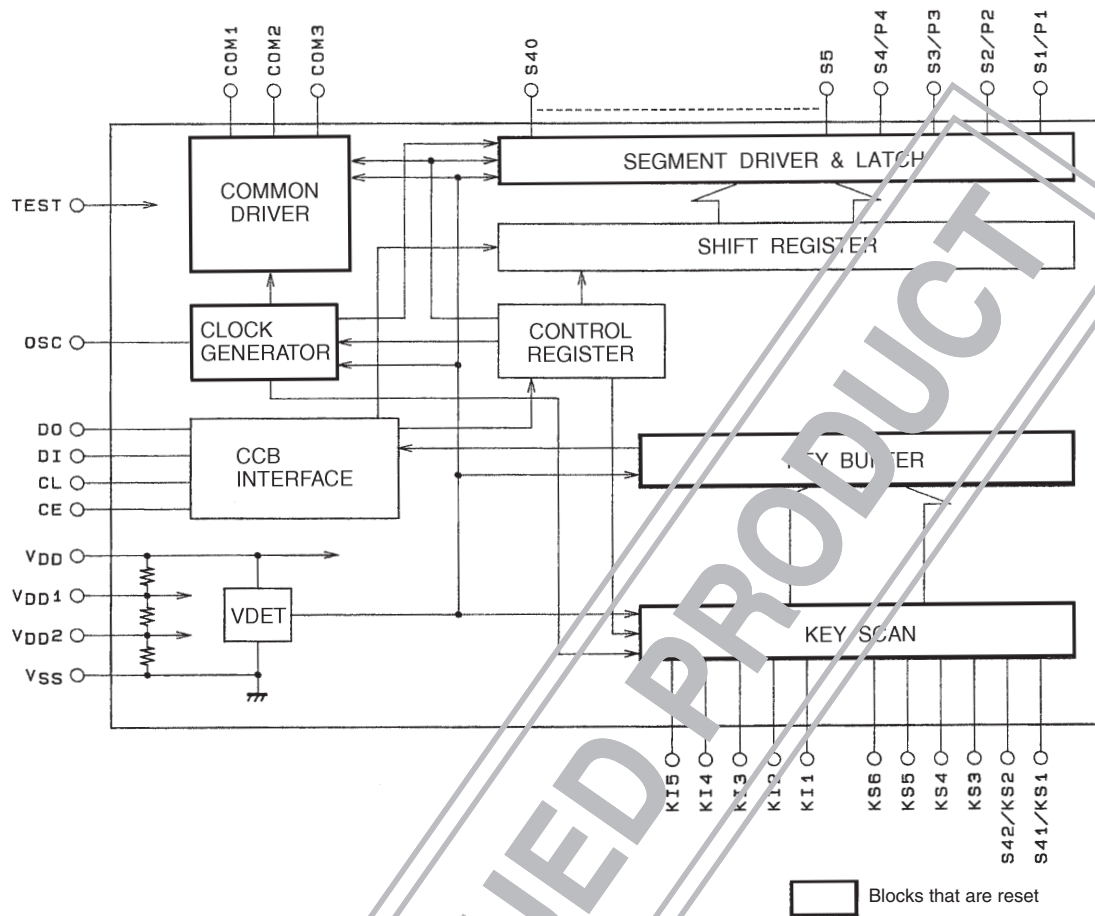 COM1
COM2
COM3
S40
S5
S4/P4
S3/P3
S2/P2
S1/P1
COMMON
DRIVER
SEGMENT DRIVER & LATCH
TEST
SHIFT REGISTER
OSC
CLOCK
GENERATOR
CONTROL
REGISTER
DO
DI
CL
CE
CCB
INTERFACE
KEY BUFFER
VDD
VDD1
VDD2
VSS
VDET
KEY SCAN
KI5
KI4
KI3
KI2
KI1
KS6
KS5
KS4
KS3
S42/KS2
S41/KS1
PRODUCT
Blocks that are reset